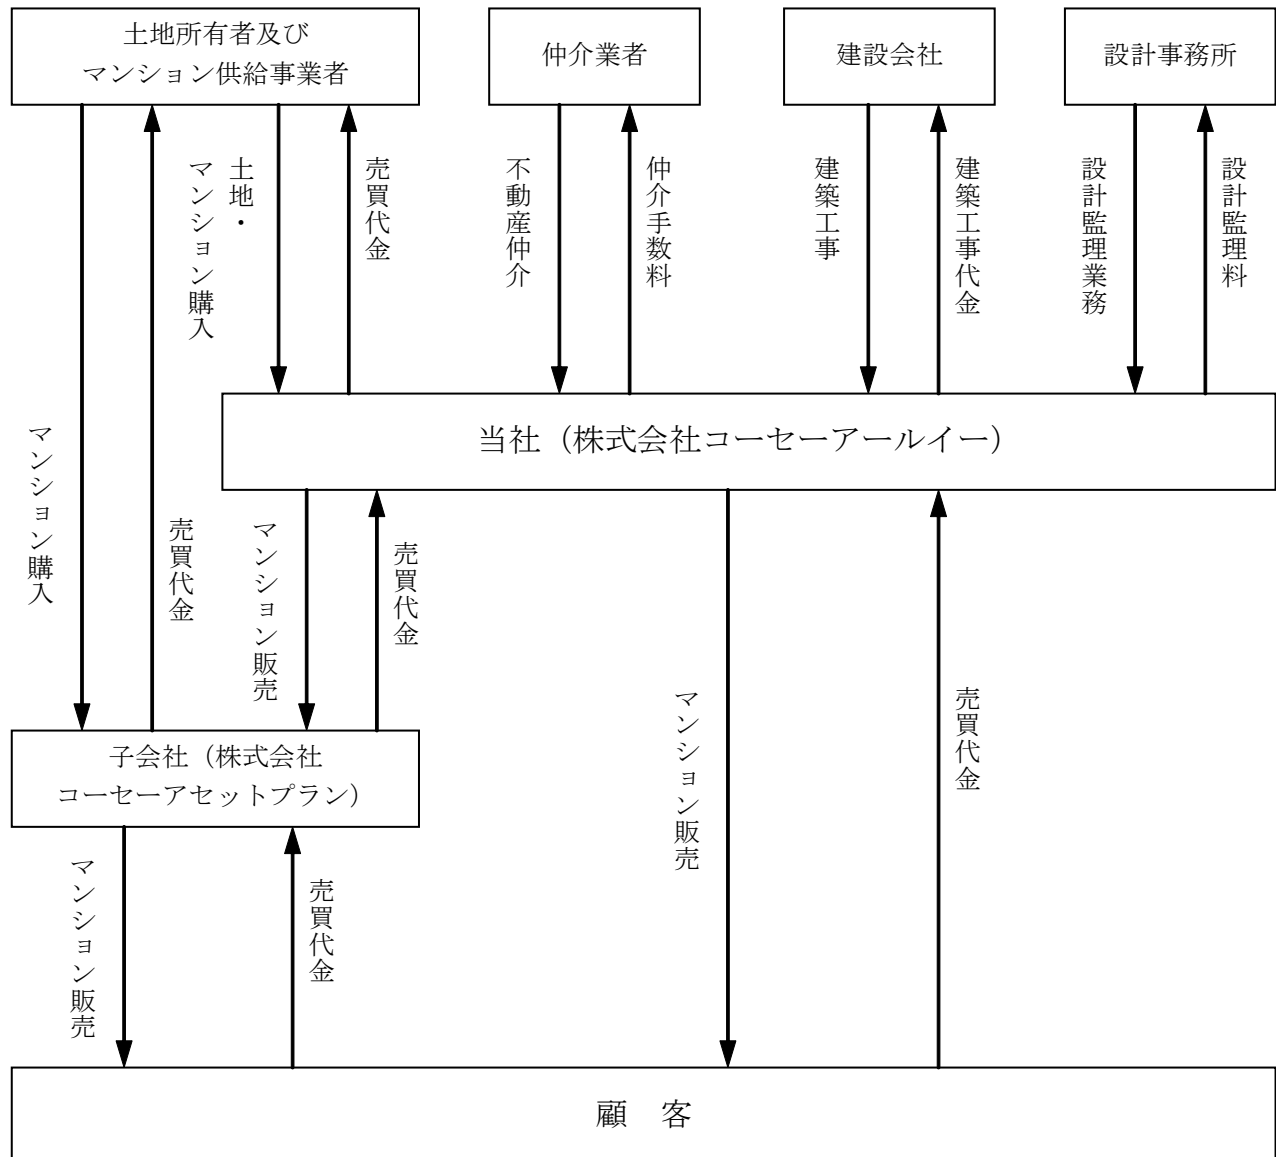 土地所有者及び
マンション供給事業者
仲介業者
建設会社
設計事務所
土地・
マンション購入
売買代金
不動産仲介
仲介手数料
建築工事
建築工事代金
設計監理業務
設計監理料
当社（株式会社コーセーアールイー）
マンション購入
売買代金
マンション販売
売買代金
マンション販売
売買代金
子会社（株式会社
コーセーアセットプラン）
マンション販売
売買代金
顧　客